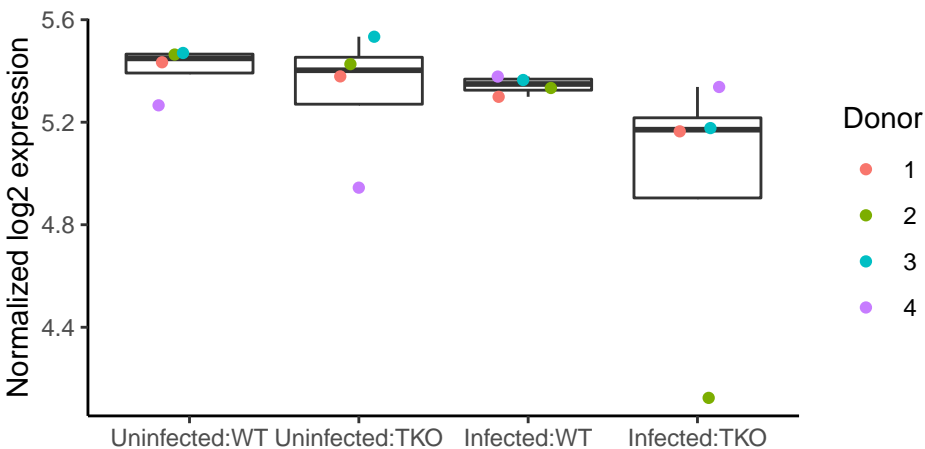 Normalized log2 expression
5.6
5.2
4.8
4.4
Uninfected:WT
Uninfected:TKO
Infected:WT
Infected:TKO
Donor
1
2
3
4